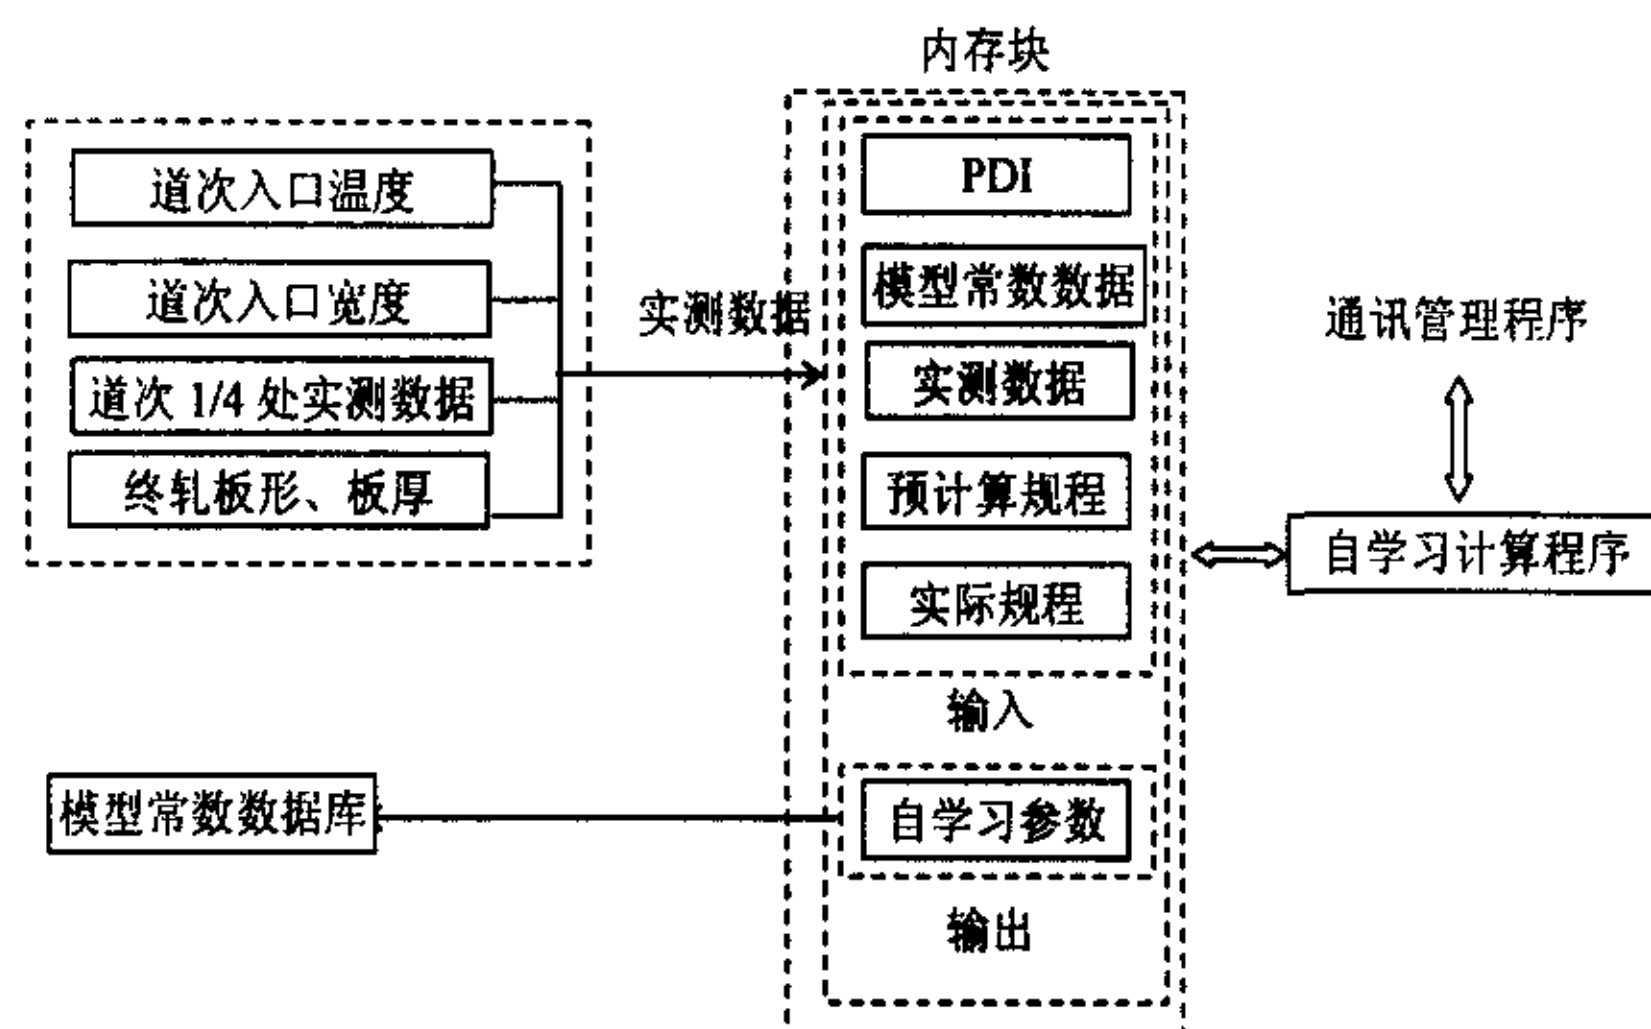 内存块
道次入口温度
道次入口宽度
道次 1/4 处实测数据
终轧板形、板厚
实测数据
PDI
模型常数数据
实测数据
预计算规程
实际规程
输入
自学习参数
输出
模型常数数据库
通讯管理程序
自学习计算程序